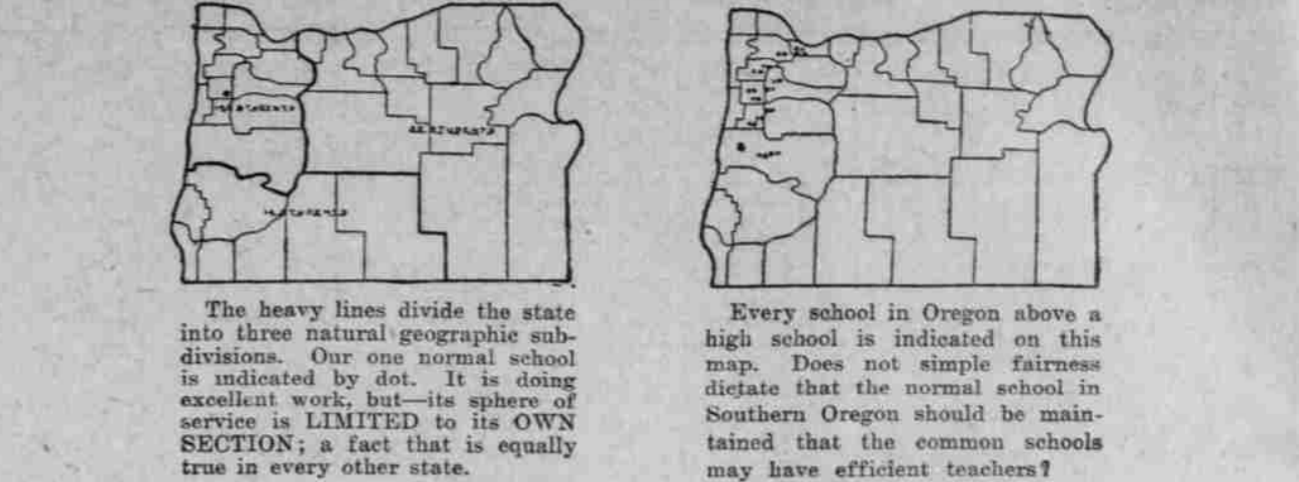 The heavy lines divide the state
into three natural geographic sub-
divisions. Our one normal school
is indicated by dot. It is doing
excellent work, but—its sphere of
service is LIMITED to its OWN
SECTION; a fact that is equally
true in every other state.
Every school in Oregon above a
high school is indicated on this
map. Does not simple fairness
dictate that the normal school in
Southern Oregon should be main-
tained that the common schools
may have efficient teachers?